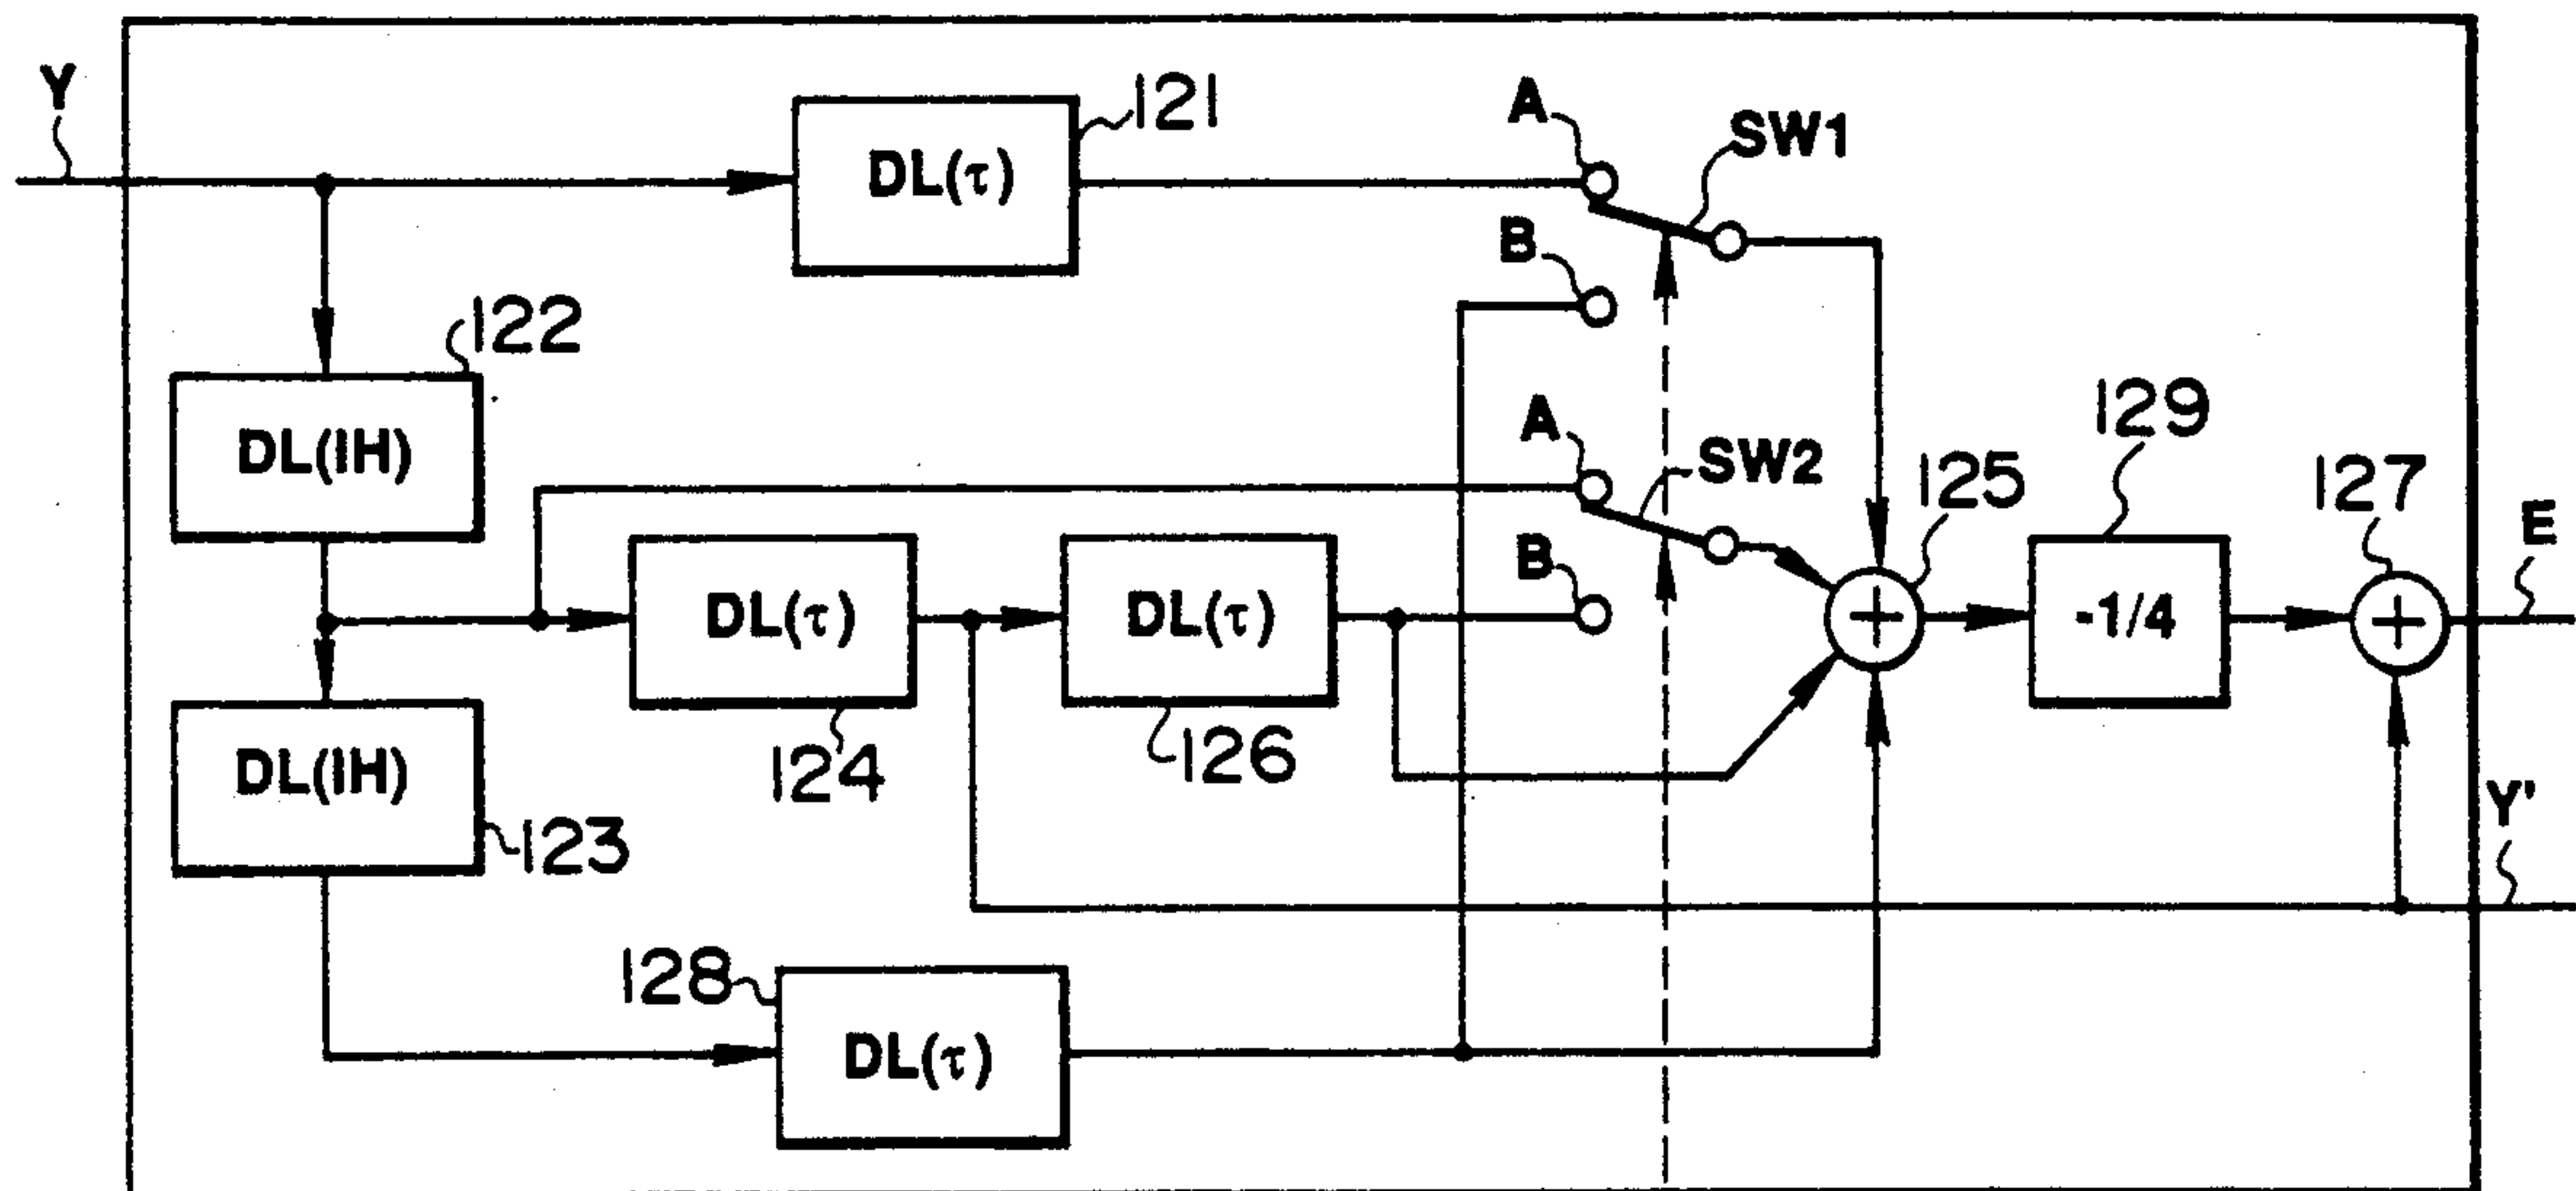 Y
121
DL(τ)
A
SW1
B
122
DL(IH)
A
SW2
129
125
127
E
DL(τ)
DL(τ)
B
-1/4
+
+
124
126
DL(IH)
123
Y'
128
DL(τ)